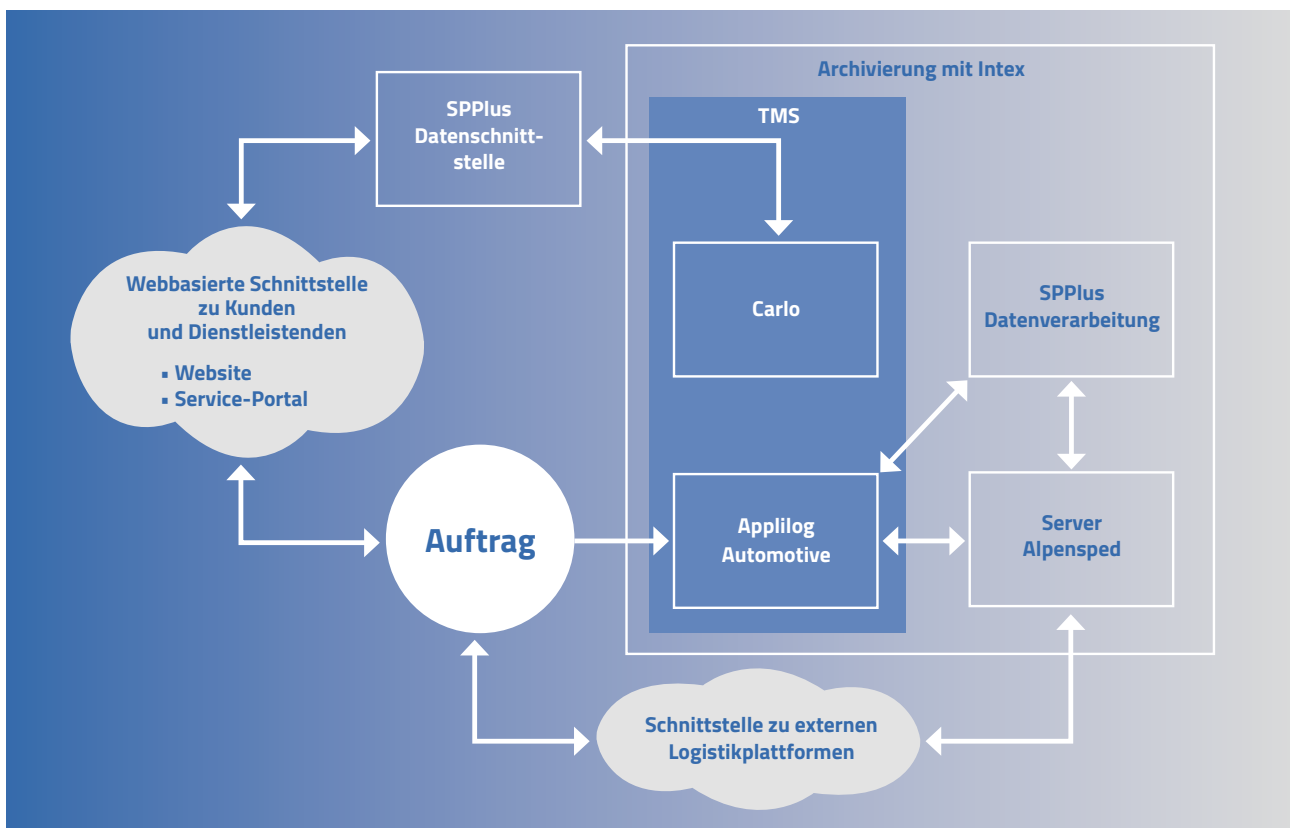 Archivierung mit Intex
SPPlus
Datenschnitt-
stelle
TMS
Webbasierte Schnittstelle
zu Kunden
und Dienstleistenden
▪ Website
▪ Service-Portal
Carlo
SPPlus
Datenverarbeitung
Auftrag
Applilog
Automotive
Server
Alpensped
Schnittstelle zu externen
Logistikplattformen